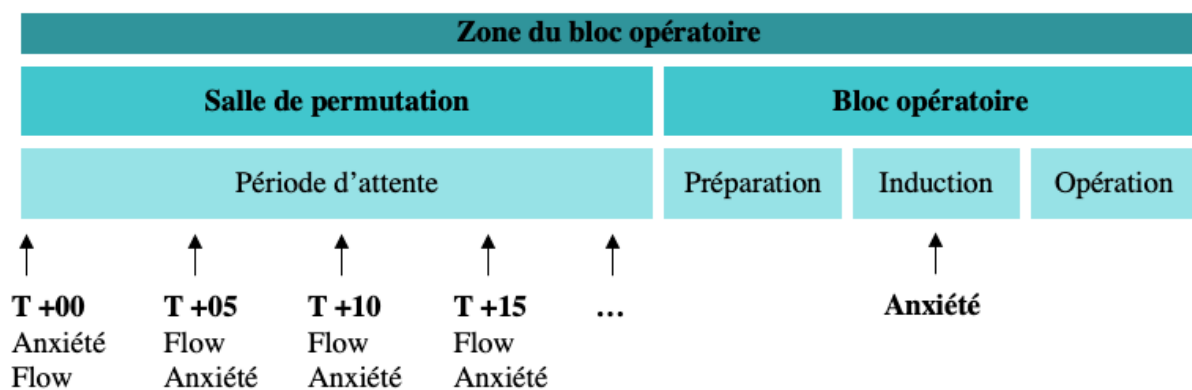 Zone du bloc opératoire
Salle de permutation
Bloc opératoire
Période d'attente
Préparation
Induction
Opération
T +00
Anxiété
Flow
T +05
Flow
Anxiété
T +10
Flow
Anxiété
T +15
Flow
Anxiété
...
Anxiété